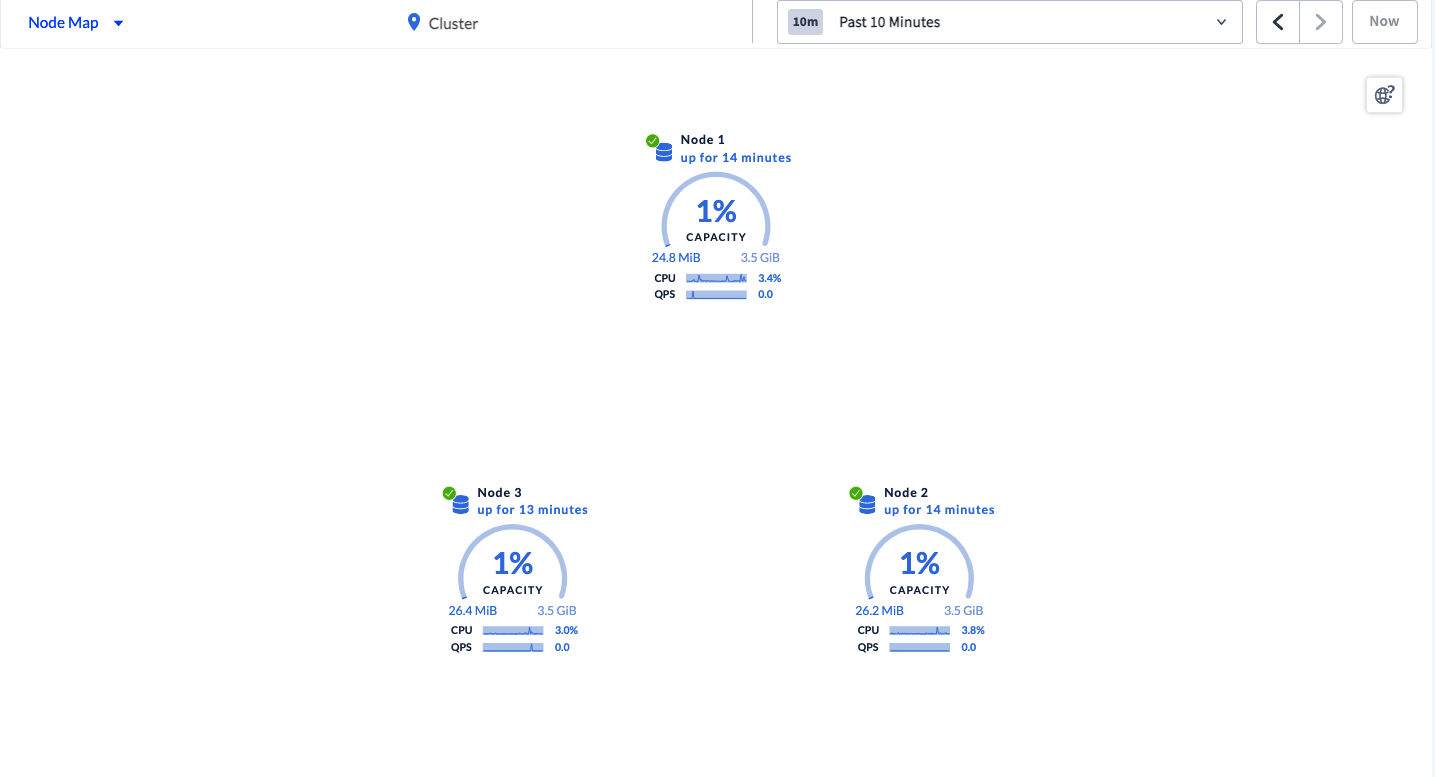 Node Map
Cluster
10m Past 10 Minutes
Now
Node 1
up for 14 minutes
1%
CAPACITY
24.8 MiB 3.5 GiB
CPU 3.4%
QPS 0.0
Node 3
up for 13 minutes
1%
CAPACITY
26.4 MiB 3.5 GiB
CPU 3.0%
QPS 0.0
Node 2
up for 14 minutes
1%
CAPACITY
26.2 MiB 3.5 GiB
CPU 3.8%
QPS 0.0